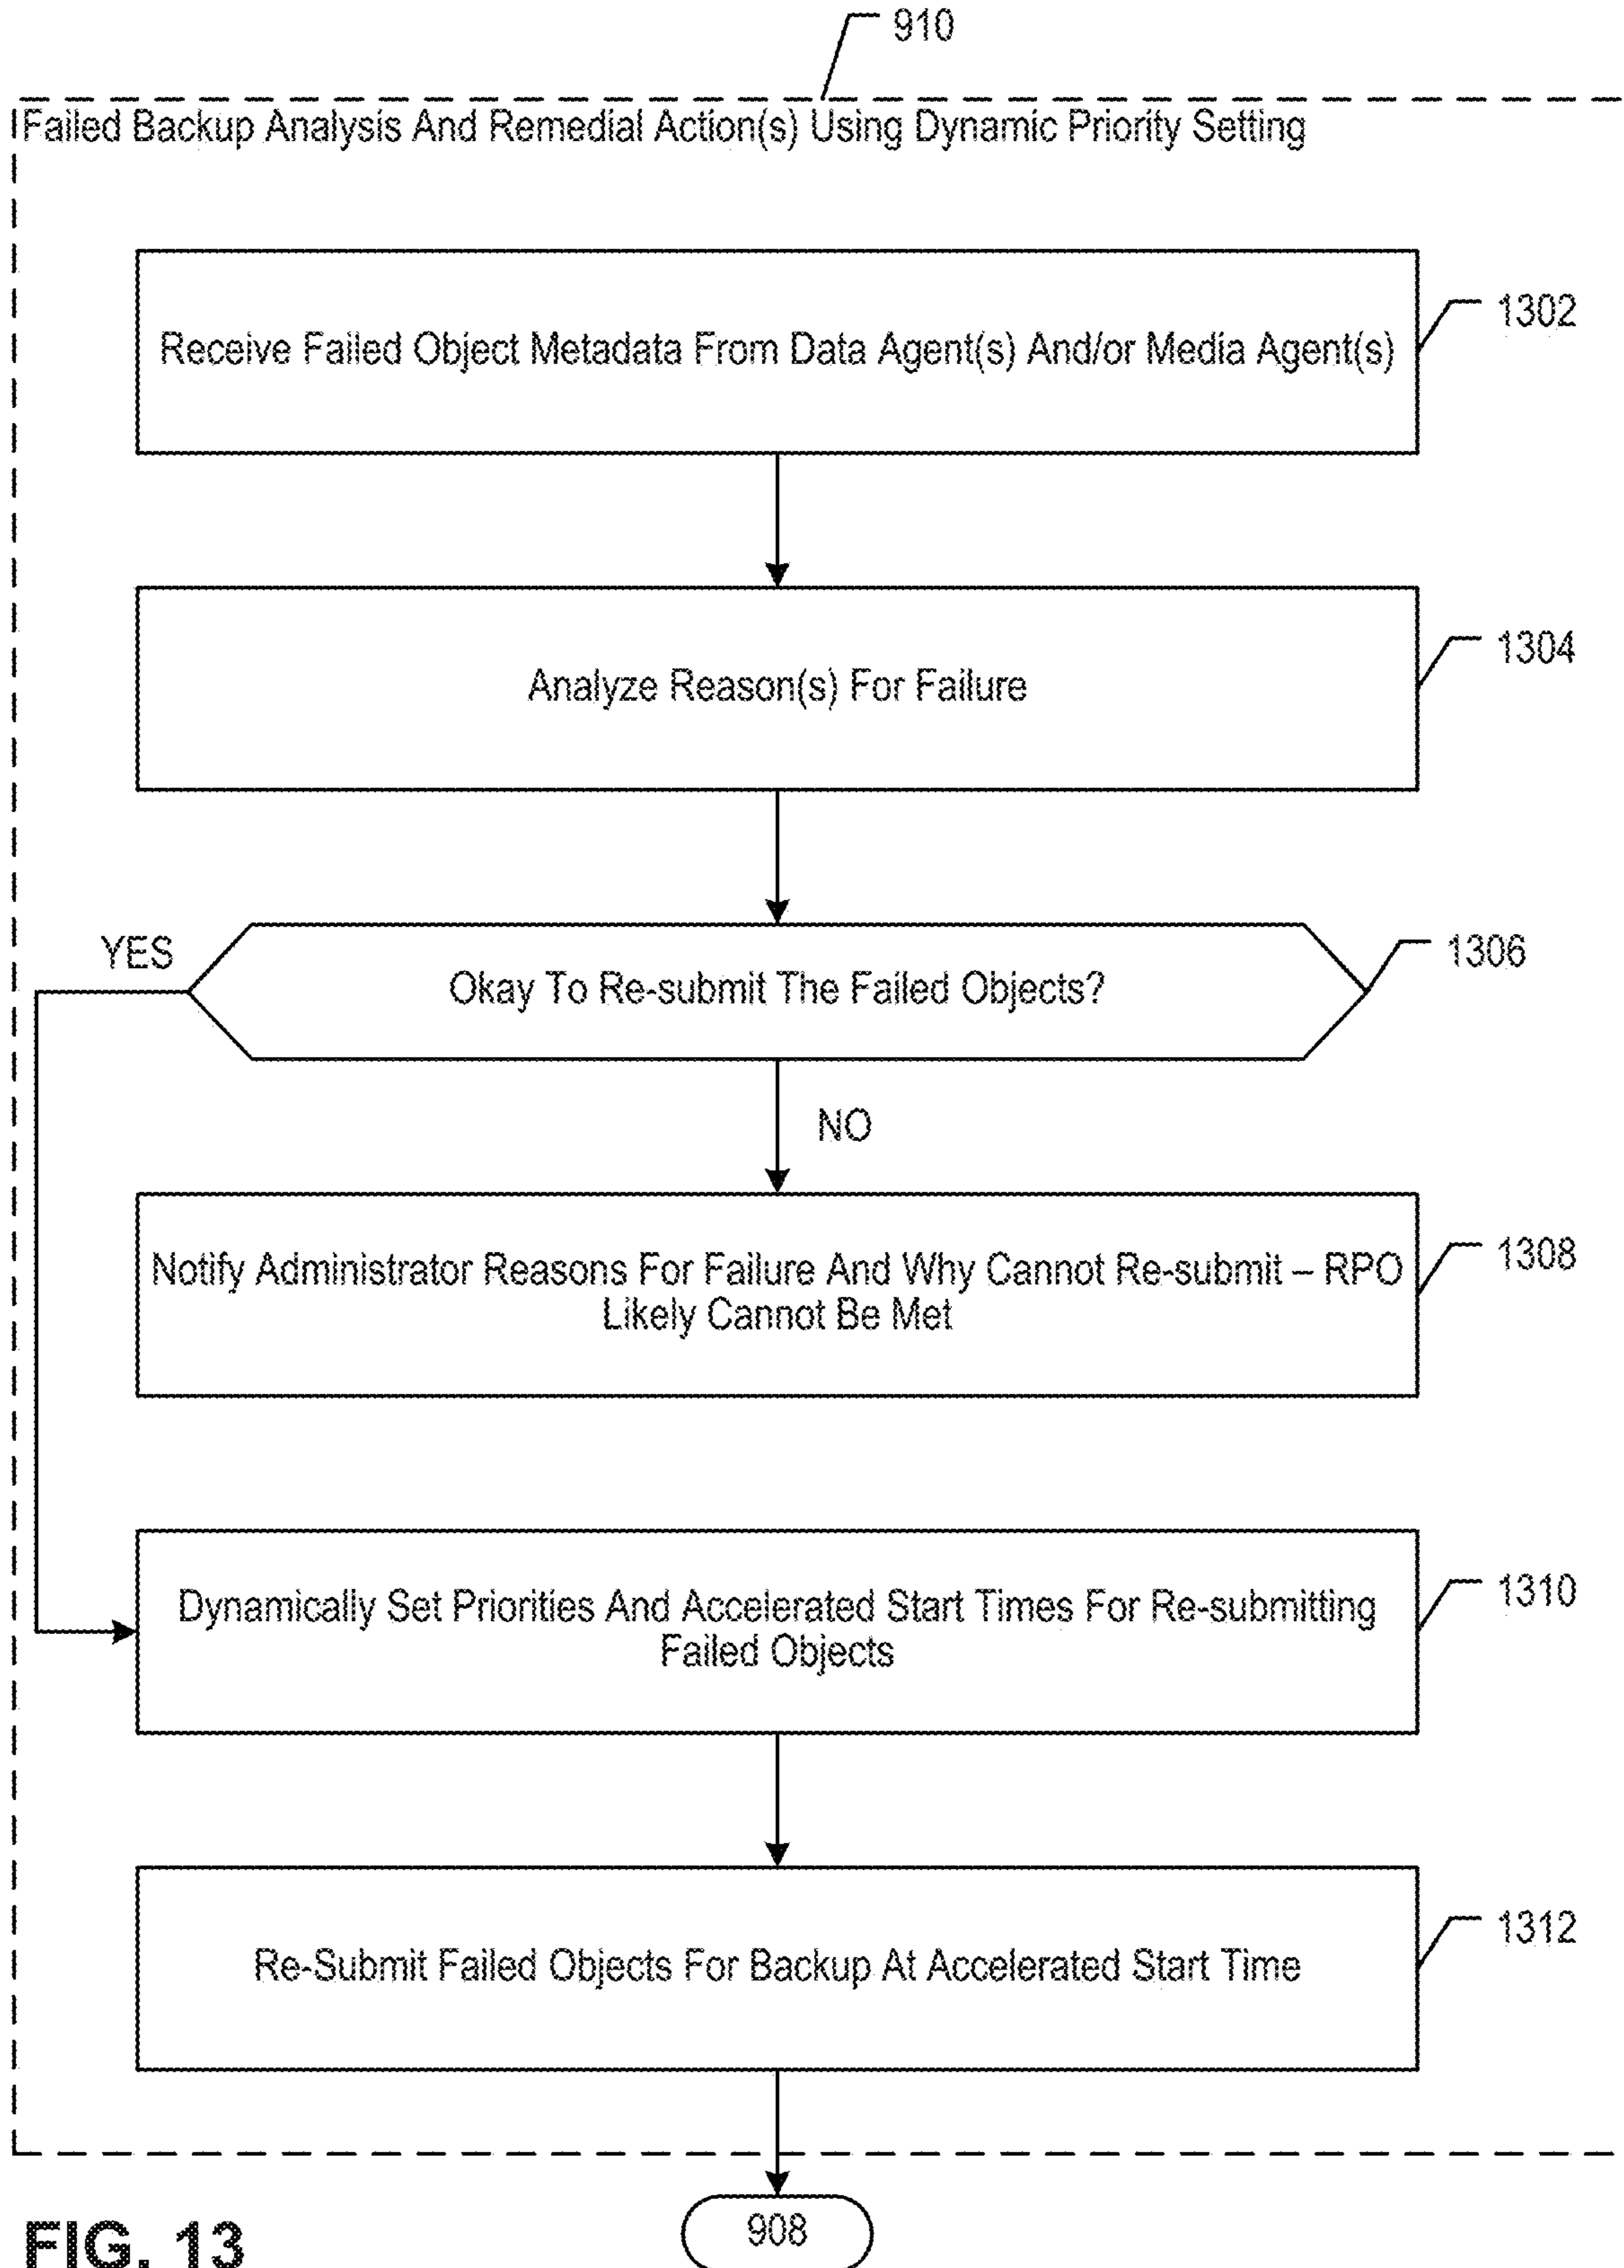 910
Failed Backup Analysis And Remedial Action(s) Using Dynamic Priority Setting
Receive Failed Object Metadata From Data Agent(s) And/or Media Agent(s)
1302
Analyze Reason(s) For Failure
1304
YES
Okay To Re-submit The Failed Objects?
1306
NO
Notify Administrator Reasons For Failure And Why Cannot Re-submit – RPO
Likely Cannot Be Met
1308
Dynamically Set Priorities And Accelerated Start Times For Re-submitting
Failed Objects
1310
Re-Submit Failed Objects For Backup At Accelerated Start Time
1312
908
FIG. 13